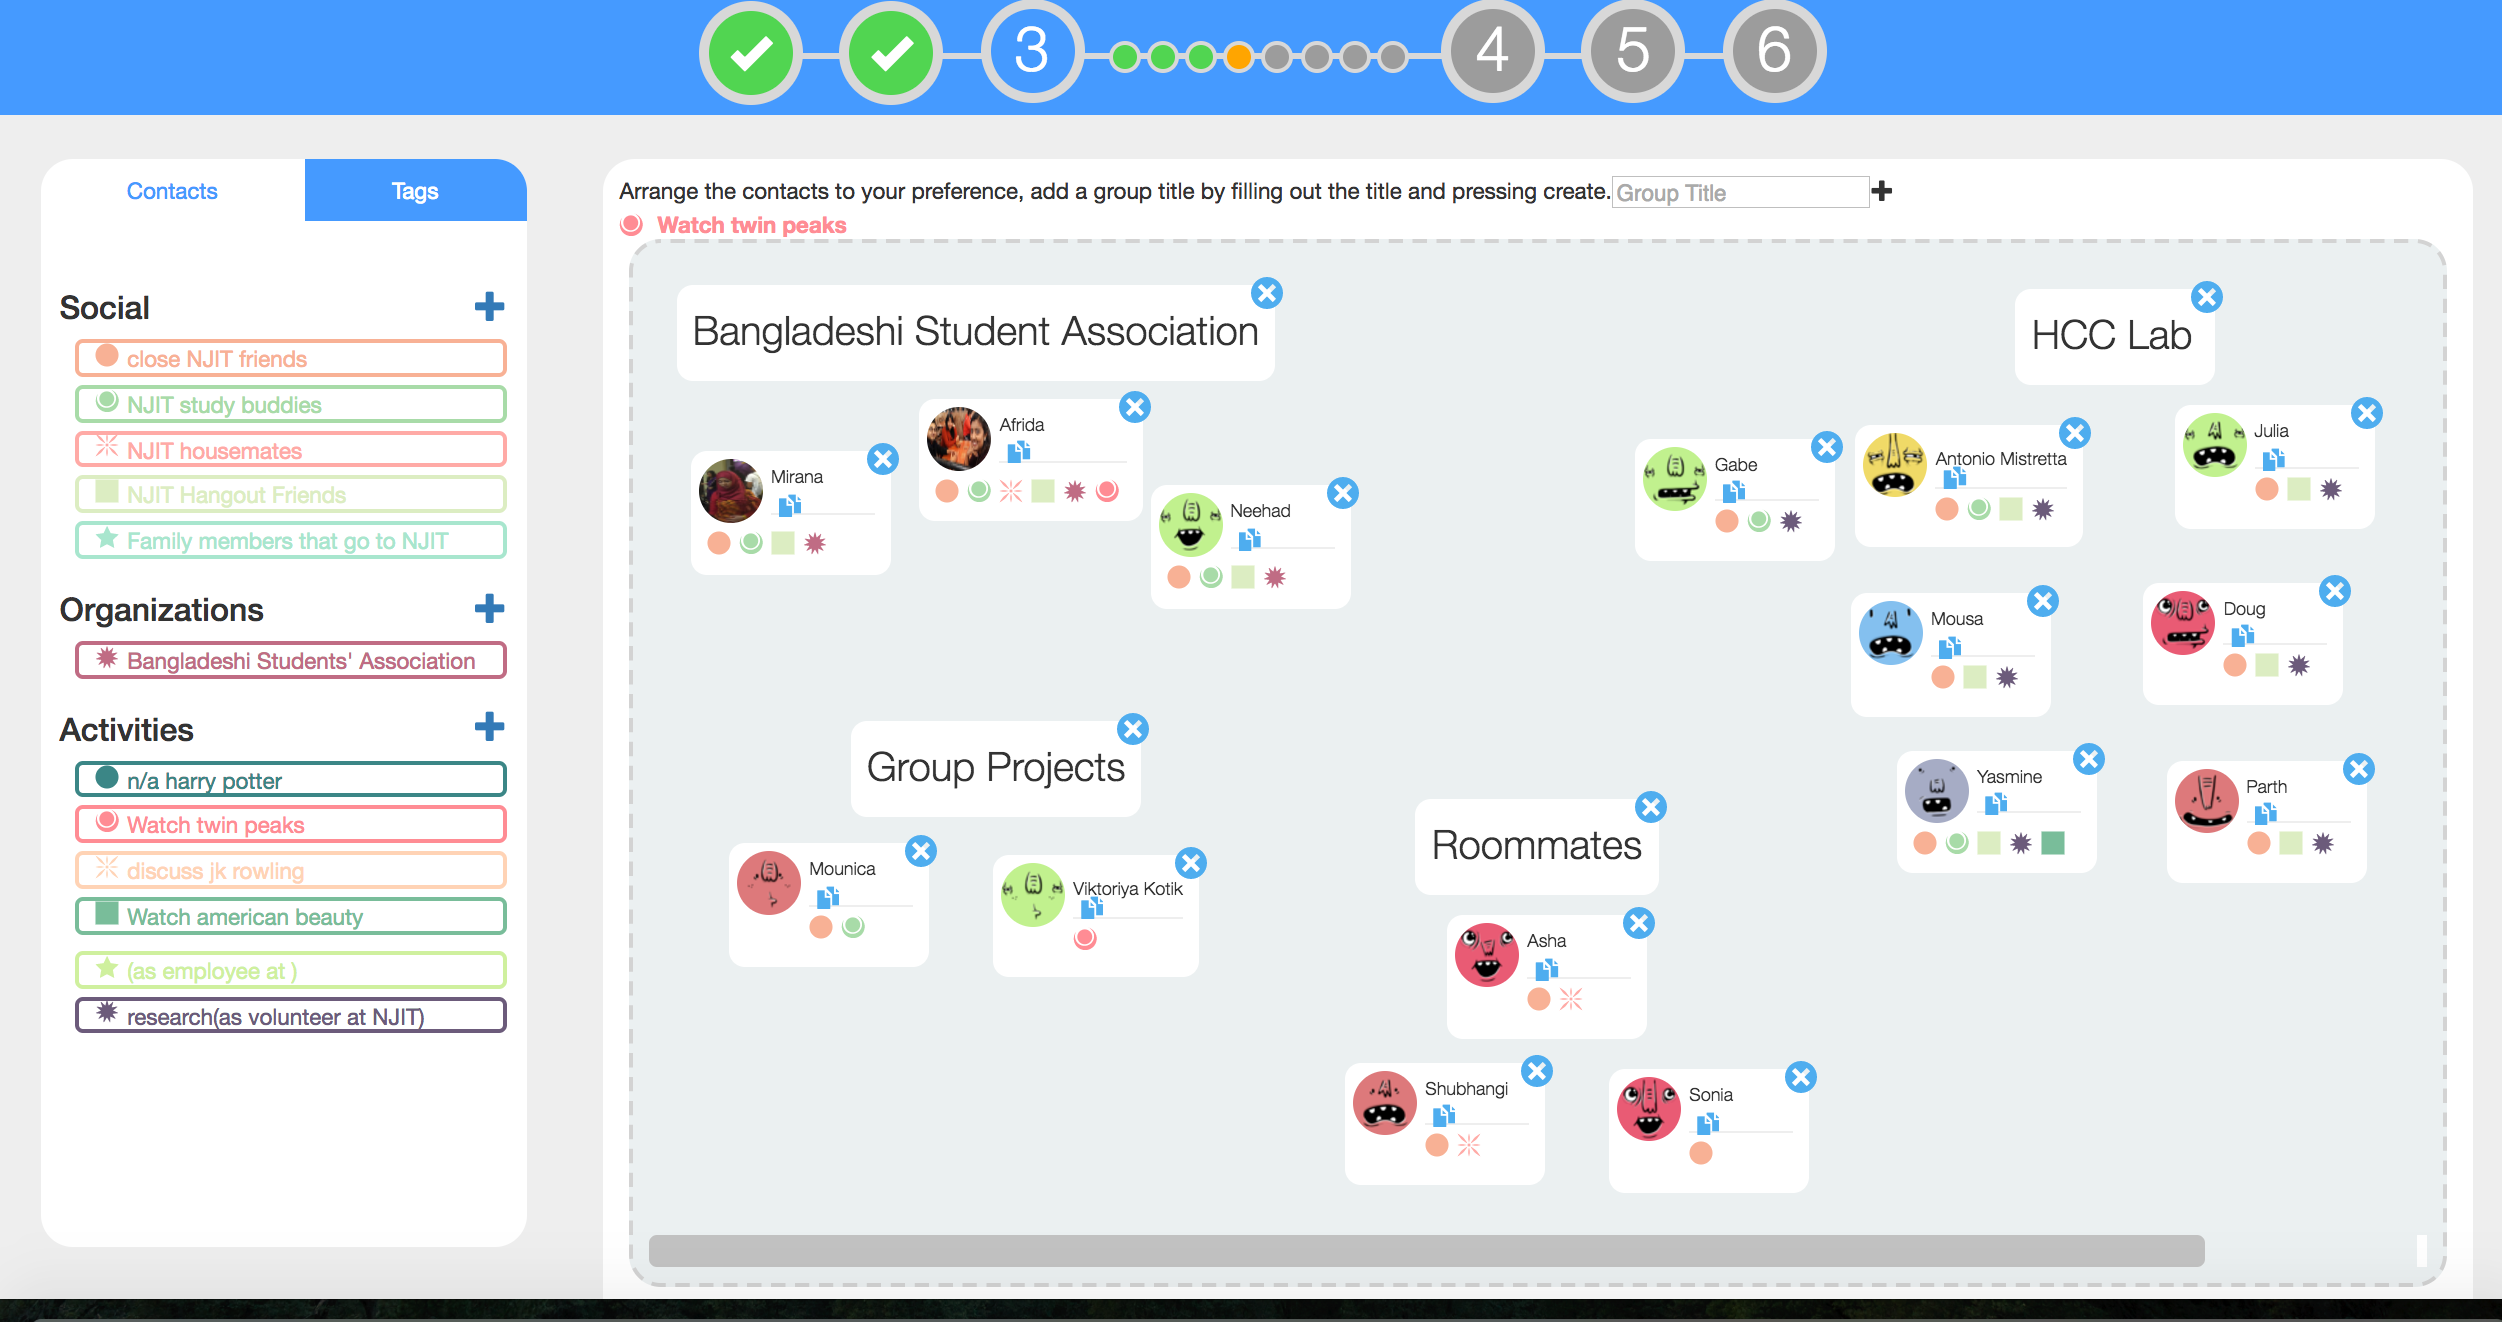 3
4
5
6
Contacts
Tags
Social
close NJIT friends
NJIT study buddies
NJIT housemates
NJIT Hangout Friends
Family members that go to NJIT
Organizations
Bangladeshi Students' Association
Activities
n/a harry potter
Watch twin peaks
discuss jk rowling
Watch american beauty
(as employee at )
research(as volunteer at NJIT)
Arrange the contacts to your preference, add a group title by filling out the title and pressing create. Group Title
Watch twin peaks
Bangladeshi Student Association
Mirana
Afrida
Neehad
HCC Lab
Gabe
Antonio Mistretta
Julia
Mousa
Doug
Yasmine
Parth
Group Projects
Mounica
Viktoriya Kotik
Roommates
Asha
Shubhangi
Sonia